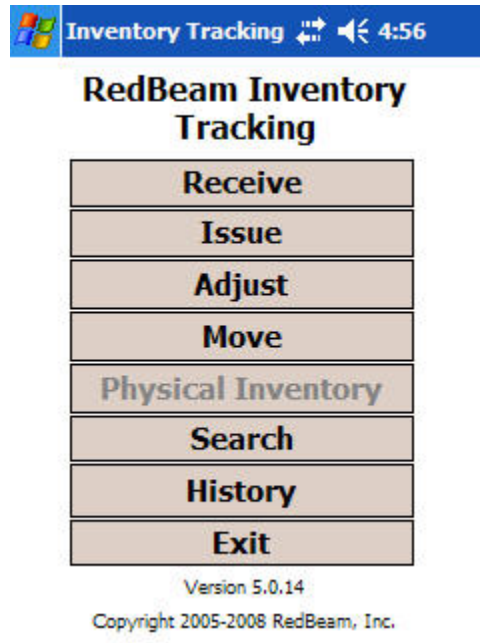 Inventory Tracking 4:56
RedBeam Inventory
Tracking
Receive
Issue
Adjust
Move
Physical Inventory
Search
History
Exit
Version 5.0.14
Copyright 2005-2008 RedBeam, Inc.